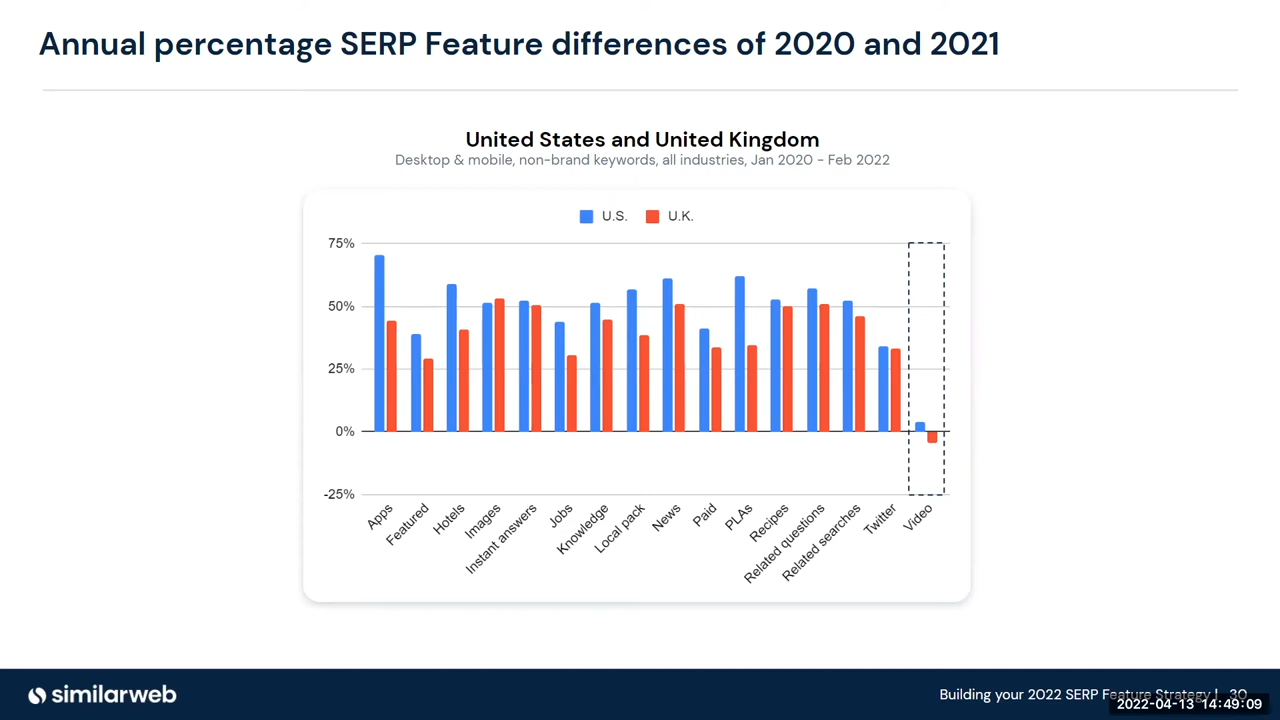 Annual percentage SERP Feature differences of 2020 and 2021
United States and United Kingdom
Desktop & mobile, non-brand keywords, all industries, Jan 2020 - Feb 2022
U.S. U.K.
75%
50%
25%
0%
-25%
Apps
Featured
Hotels
Images
Instant answers
Jobs
Knowledge
Local pack
News
Paid
PLAs
Recipes
Related questions
Related searches
Twitter
Video
similarweb
Building your 2022 SERP Feature Strategy | 30
2022-04-13 14:49:09